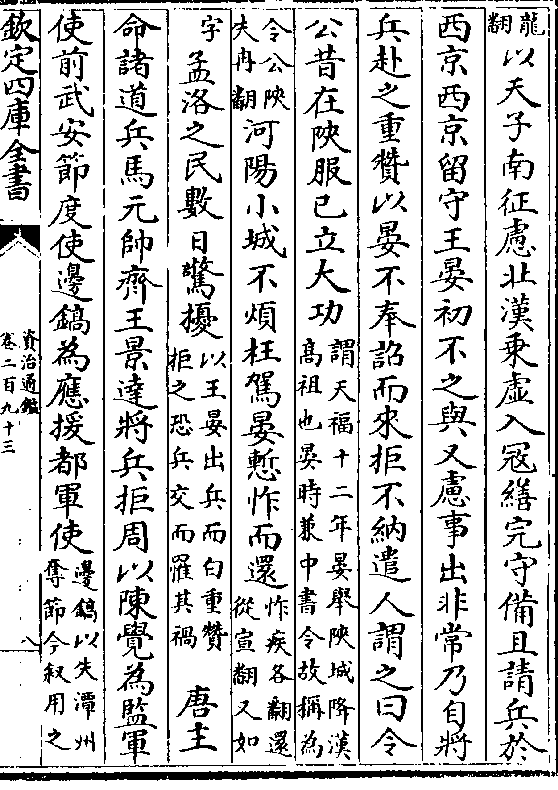 龍翻以天子南征慮北漢乗虚入冦繕完守備且請兵於
西京西京留守王晏初不之與又慮事出非常乃自將
兵赴之重贊以晏不奉詔而來拒不納遣人謂之曰令
公昔在陜服已立大功謂天福十二年晏舉陜城降漢髙祖也晏時兼中書令故稱為
令公陜失冉翻河陽小城不煩枉駕晏慙怍而還怍疾各翻還從宣翻又如
字孟洛之民數日驚擾以王晏出兵而白重贊拒之恐兵交而罹其禍唐主
命諸道兵馬元帥齊王景達將兵拒周以陳覺為監軍
使前武安節度使邊鎬為應援都軍使邊鎬以失潭州奪節今叙用之
欽定四庫全書
資治通鑑
卷二百九十三
八